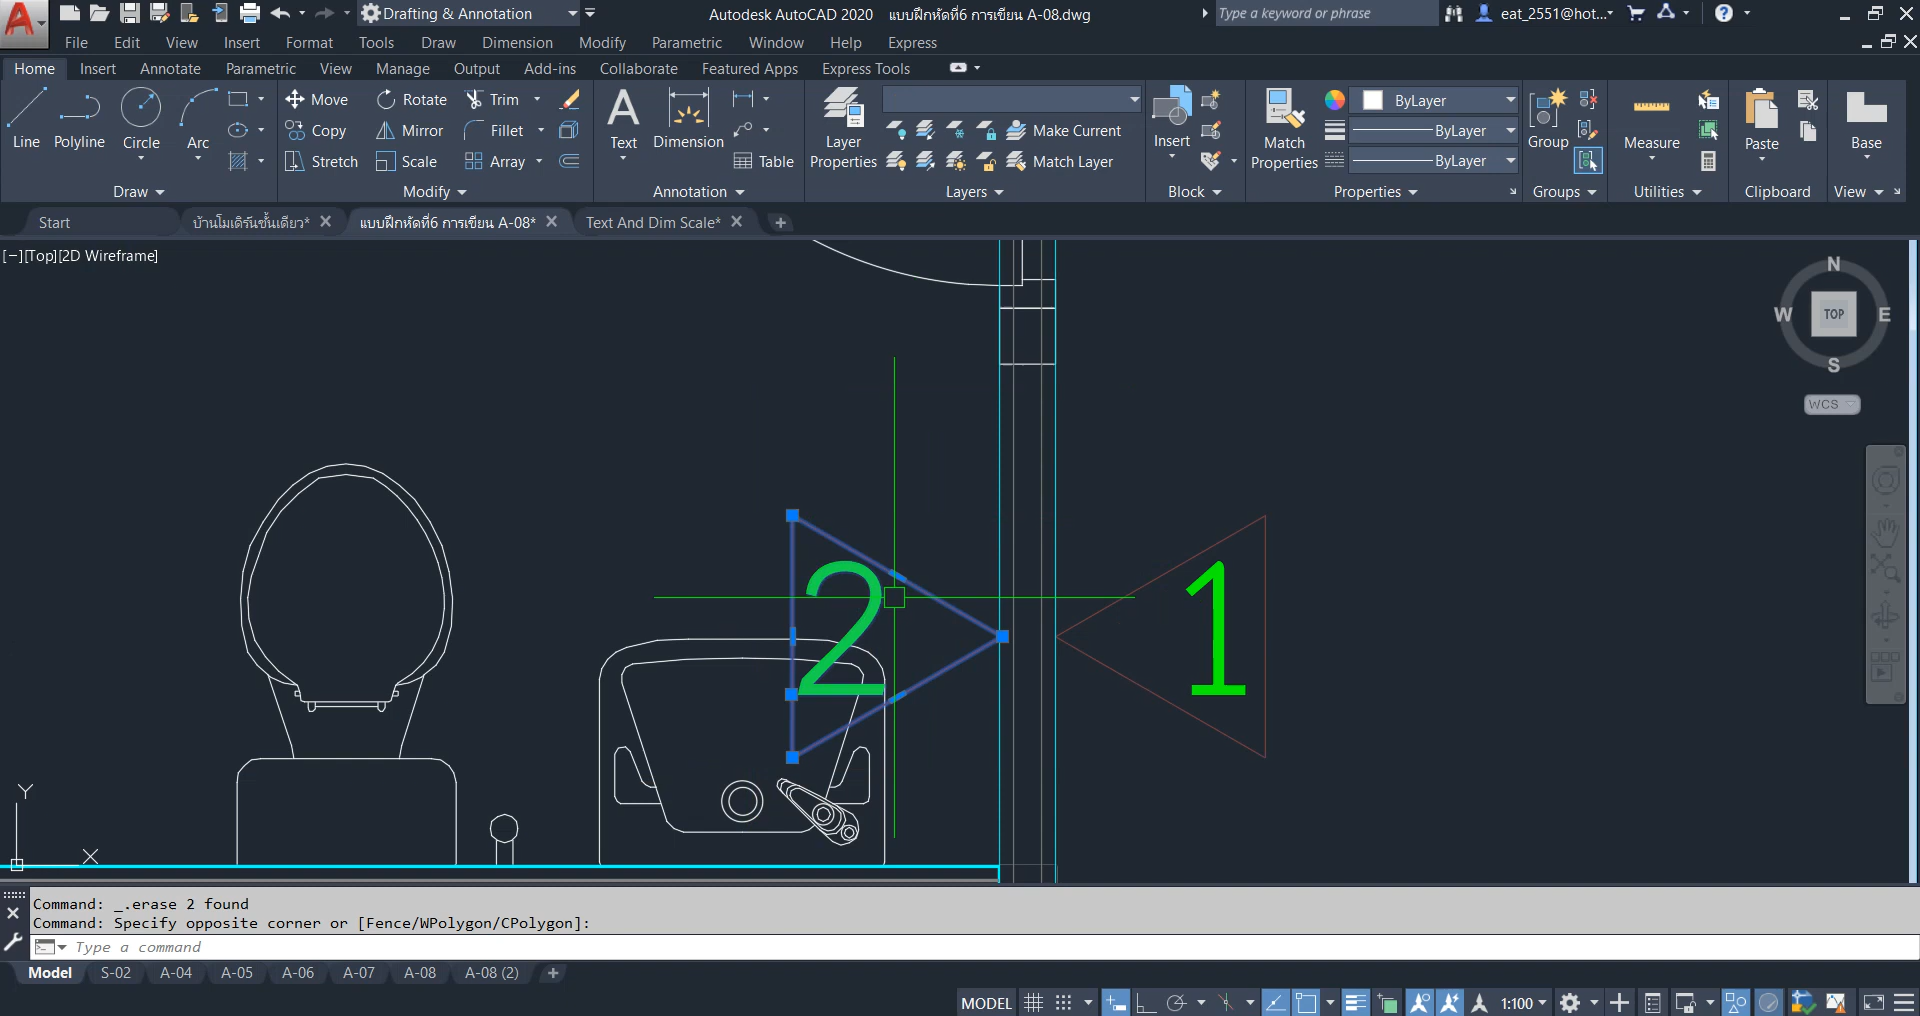 Drafting & Annotation
Autodesk AutoCAD 2020 แบบฝึกหัดที่6 การเขียน A-08.dwg
Type a keyword or phrase
eat_2551@hot...
File Edit View Insert Format Tools Draw Dimension Modify Parametric Window Help Express
Home Insert Annotate Parametric View Manage Output Add-ins Collaborate Featured Apps Express Tools
Line Polyline Circle Arc
Move Rotate Trim
Copy Mirror Fillet
Stretch Scale Array
Text Dimension Table
Layer Properties
Make Current
Match Layer
Insert
Match Properties
ByLayer
ByLayer
ByLayer
Group Measure Paste Base
Draw Modify Annotation Layers Block Properties Groups Utilities Clipboard View
Start บ้านโมเดิร์นชั้นเดียว* แบบฝึกหัดที่6 การเขียน A-08* Text And Dim Scale*
[−][Top][2D Wireframe]
N
W TOP E
S
WCS
2 1
Y
X
Command: _.erase 2 found
Command: Specify opposite corner or [Fence/WPolygon/CPolygon]:
Type a command
Model S-02 A-04 A-05 A-06 A-07 A-08 A-08 (2)
MODEL 1:100